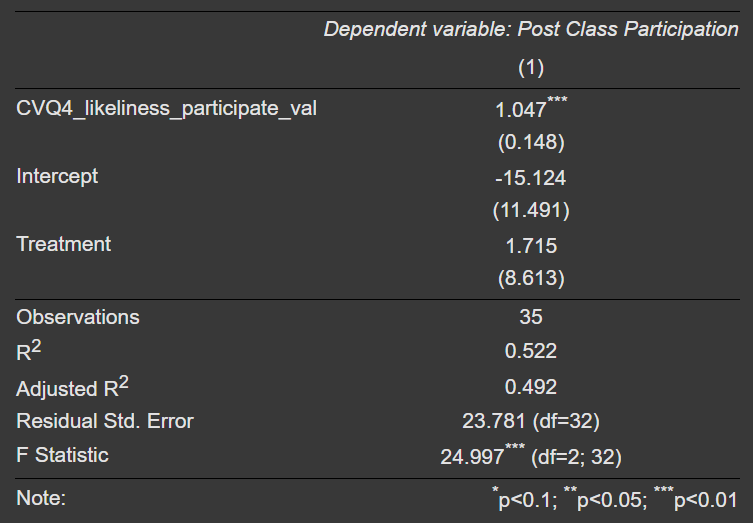 Dependent variable: Post Class Participation
(1)
CVQ4_likeliness_participate_val 1.047***
(0.148)
Intercept -15.124
(11.491)
Treatment 1.715
(8.613)
Observations 35
R2 0.522
Adjusted R2 0.492
Residual Std. Error 23.781 (df=32)
F Statistic 24.997*** (df=2; 32)
Note: *p<0.1; **p<0.05; ***p<0.01